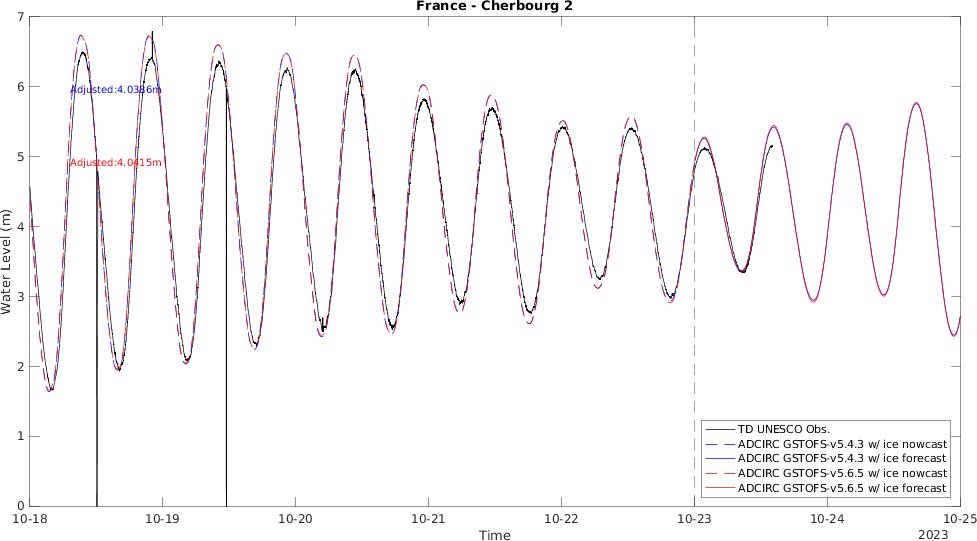 France - Cherbourg 2
7
6
5
4
3
2
1
0
Water Level (m)
Adjusted:4.0386m
Adjusted:4.0415m
TD UNESCO Obs.
ADCIRC GSTOFS-v5.4.3 w/ ice nowcast
ADCIRC GSTOFS-v5.4.3 w/ ice forecast
ADCIRC GSTOFS-v5.6.5 w/ ice nowcast
ADCIRC GSTOFS-v5.6.5 w/ ice forecast
10-18 10-19 10-20 10-21 10-22 10-23 10-24 10-25
Time
2023